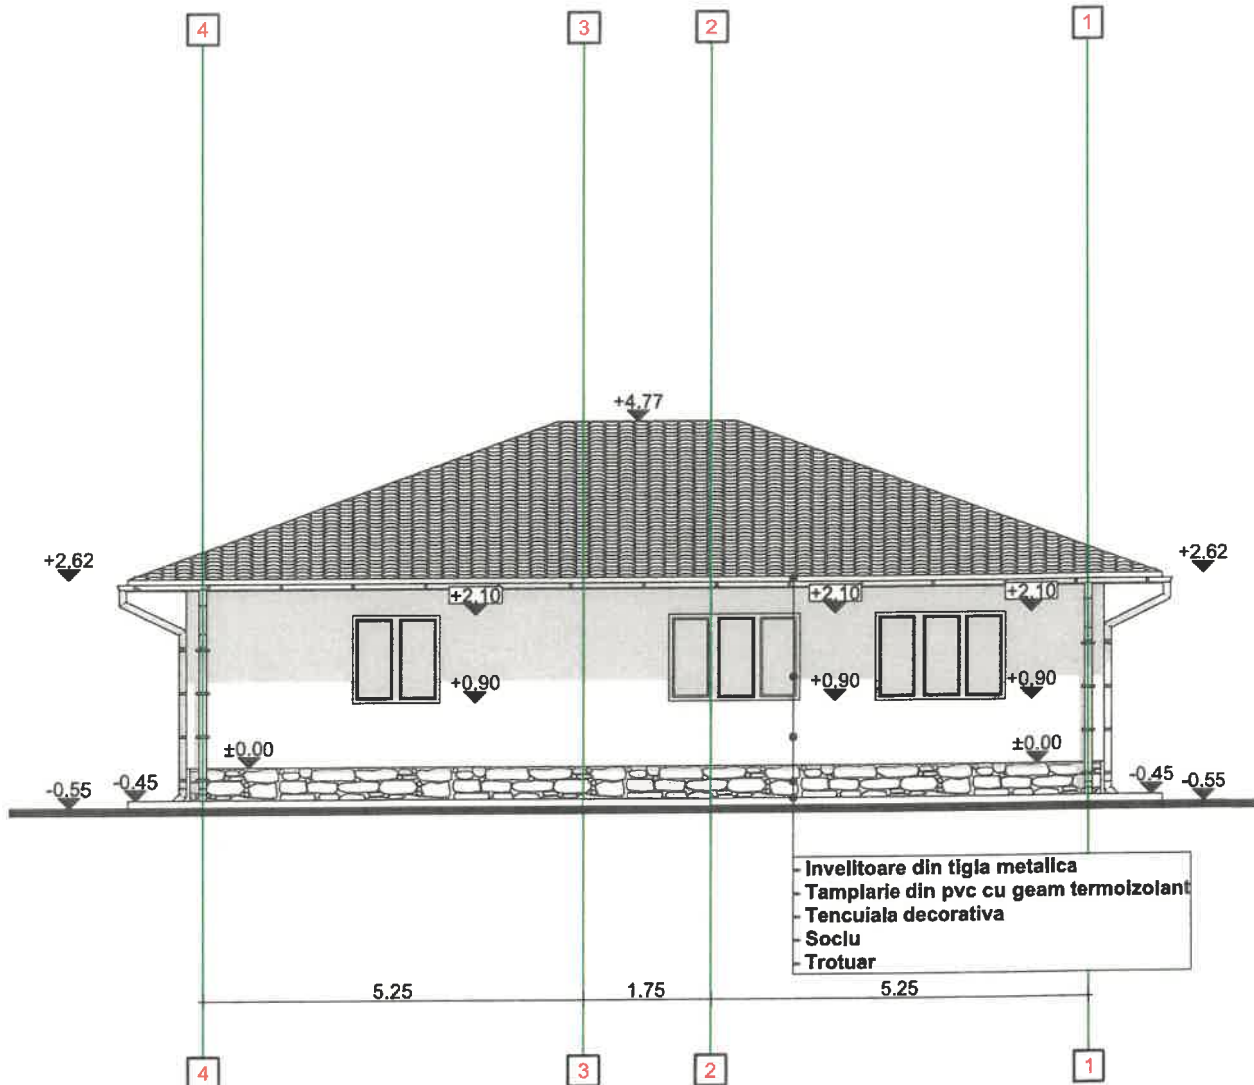 4 3 2 1
+4.77
+2.62 +2.62
+2.10 +2.10 +2.10
+0.90 +0.90 +0.90
±0.00 ±0.00
-0.55 -0.45 -0.45 -0.55
Invelitoare din tigla metalica
Tamplarie din pvc cu geam termoizolant
Tencuiala decorativa
Soclu
Trotuar
5.25 1.75 5.25
4 3 2 1